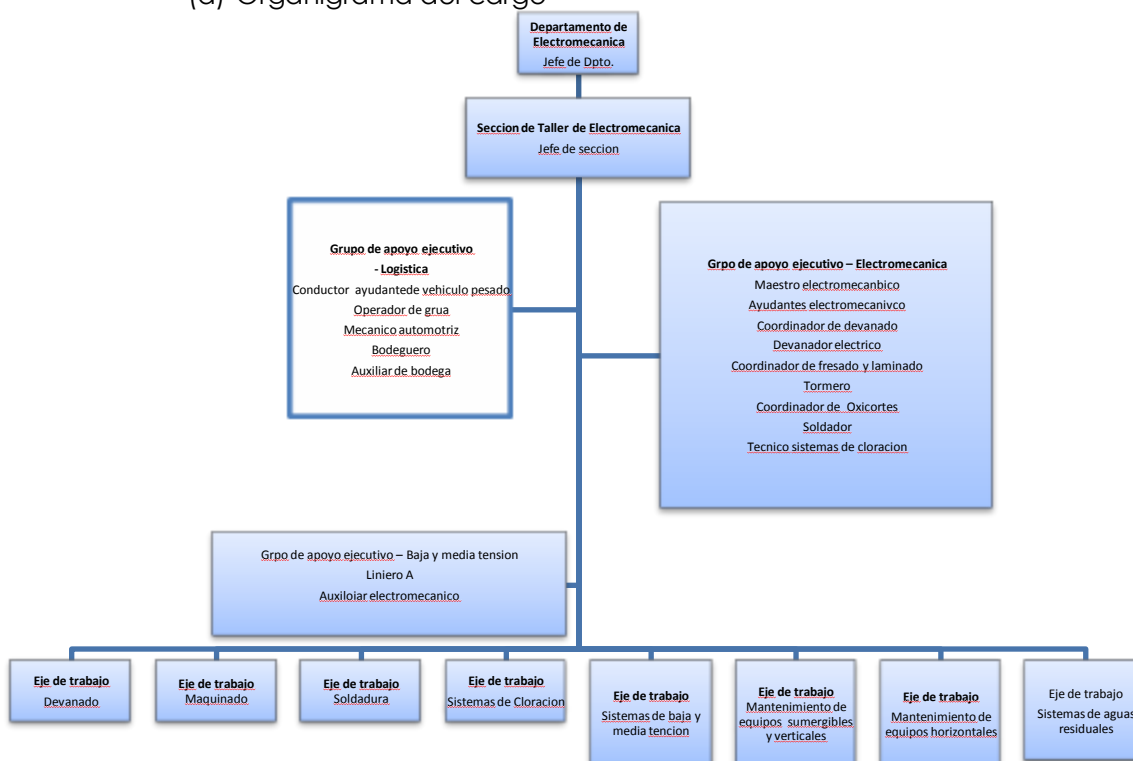 (a) Organigrama del cargo
Departamento de
Electromecanica
Jefe de Dpto.
Seccion de Taller de Electromecanica
Jefe de seccion
Grupo de apoyo ejecutivo
- Logistica
Conductor ayudantede vehiculo pesado
Operador de grua
Mecanico automotriz
Bodeguero
Auxiliar de bodega
Grpo de apoyo ejecutivo – Electromecanica
Maestro electromecanbico
Ayudantes electromecanivco
Coordinador de devanado
Devanador electrico
Coordinador de fresado y laminado
Tormero
Coordinador de Oxicortes
Soldador
Tecnico sistemas de cloracion
Grpo de apoyo ejecutivo – Baja y media tension
Liniero A
Auxiloiar electromecanico
Eje de trabajo
Devanado
Eje de trabajo
Maquinado
Eje de trabajo
Soldadura
Eje de trabajo
Sistemas de Cloracion
Eje de trabajo
Sistemas de baja y
media tencion
Eje de trabajo
Mantenimiento de
equipos sumergibles
y verticales
Eje de trabajo
Mantenimiento de
equipos horizontales
Eje de trabajo
Sistemas de aguas
residuales